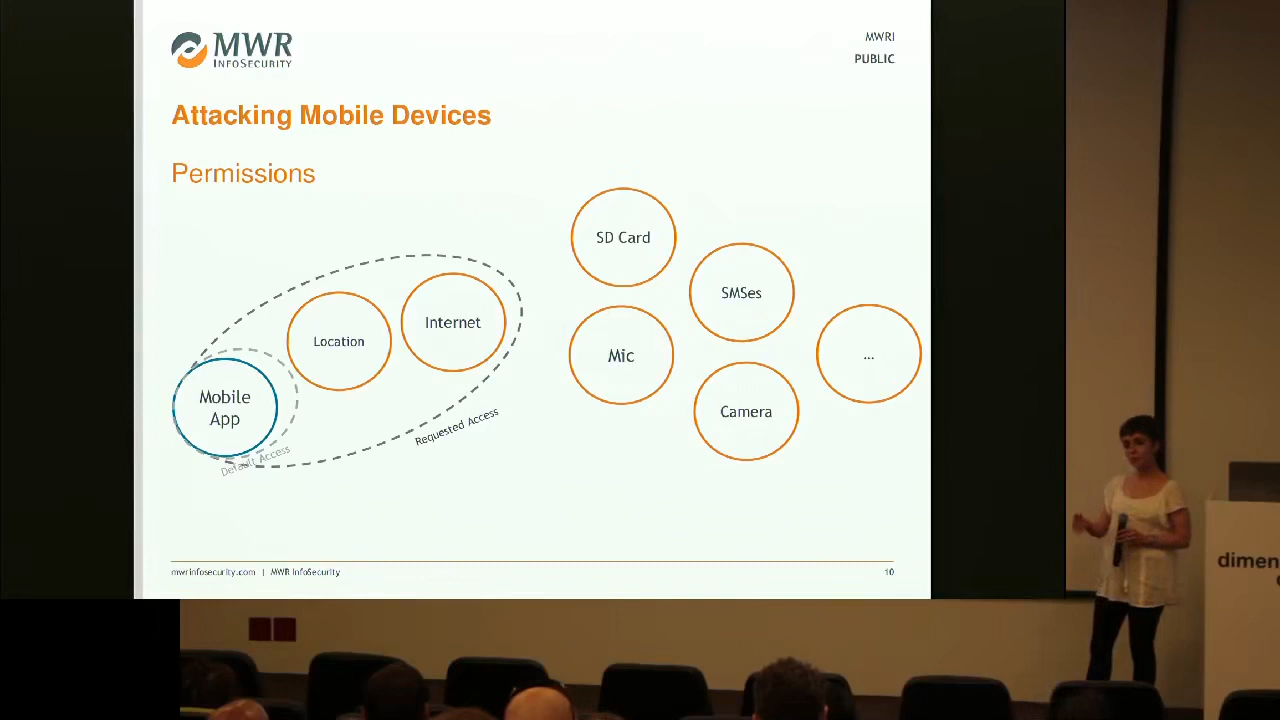 MWR
INFOSECURITY
MWRI
PUBLIC
Attacking Mobile Devices
Permissions
SD Card
SMSes
Internet
Location
Mic
...
Mobile
App
Camera
Requested Access
Default Access
mwrinfosecurity.com | MWR InfoSecurity
10
dimen